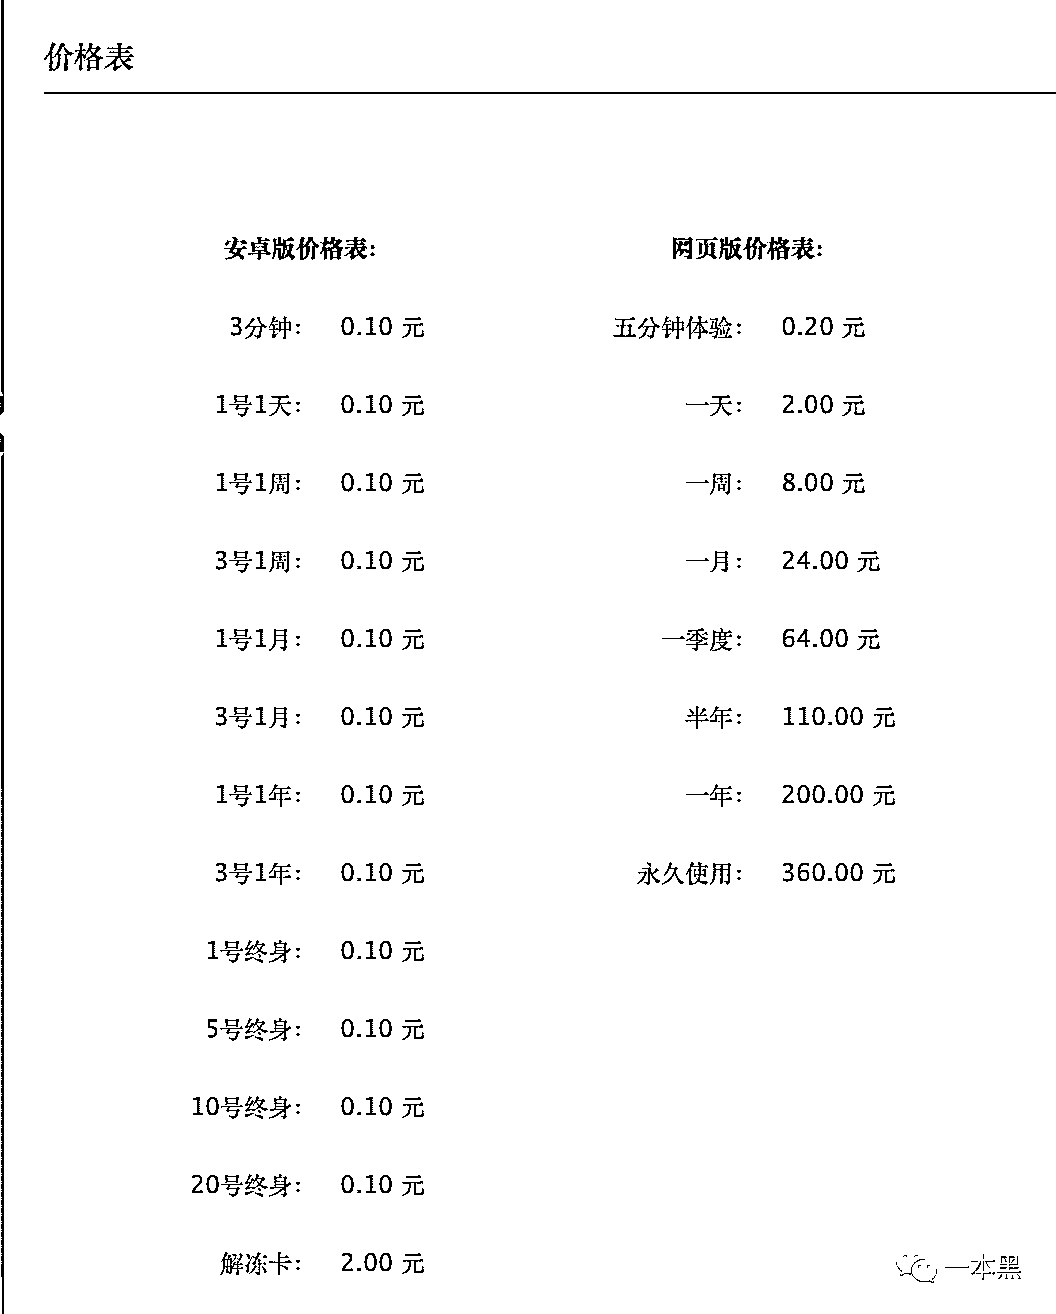 价格表
安卓版价格表: 网页版价格表:
3分钟: 0.10 元 五分钟体验: 0.20 元
1号1天: 0.10 元 一天: 2.00 元
1号1周: 0.10 元 一周: 8.00 元
3号1周: 0.10 元 一月: 24.00 元
1号1月: 0.10 元 一季度: 64.00 元
3号1月: 0.10 元 半年: 110.00 元
1号1年: 0.10 元 一年: 200.00 元
3号1年: 0.10 元 永久使用: 360.00 元
1号终身: 0.10 元
5号终身: 0.10 元
10号终身: 0.10 元
20号终身: 0.10 元
解冻卡: 2.00 元
一本黑